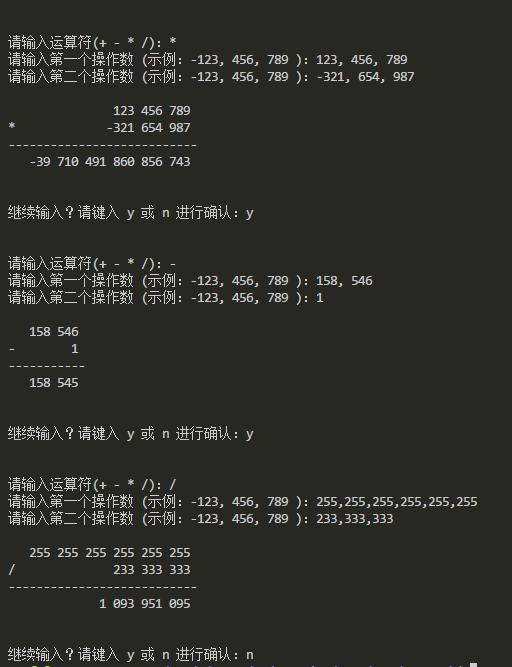 请输入运算符(+ - * /): *
请输入第一个操作数 (示例: -123, 456, 789 ): 123, 456, 789
请输入第二个操作数 (示例: -123, 456, 789 ): -321, 654, 987
123 456 789
* -321 654 987
---------------------------
-39 710 491 860 856 743
继续输入？请键入 y 或 n 进行确认: y
请输入运算符(+ - * /): -
请输入第一个操作数 (示例: -123, 456, 789 ): 158, 546
请输入第二个操作数 (示例: -123, 456, 789 ): 1
158 546
- 1
-----------
158 545
继续输入？请键入 y 或 n 进行确认: y
请输入运算符(+ - * /): /
请输入第一个操作数 (示例: -123, 456, 789 ): 255,255,255,255,255,255
请输入第二个操作数 (示例: -123, 456, 789 ): 233,333,333
255 255 255 255 255 255
/ 233 333 333
---------------------------
1 093 951 095
继续输入？请键入 y 或 n 进行确认: n